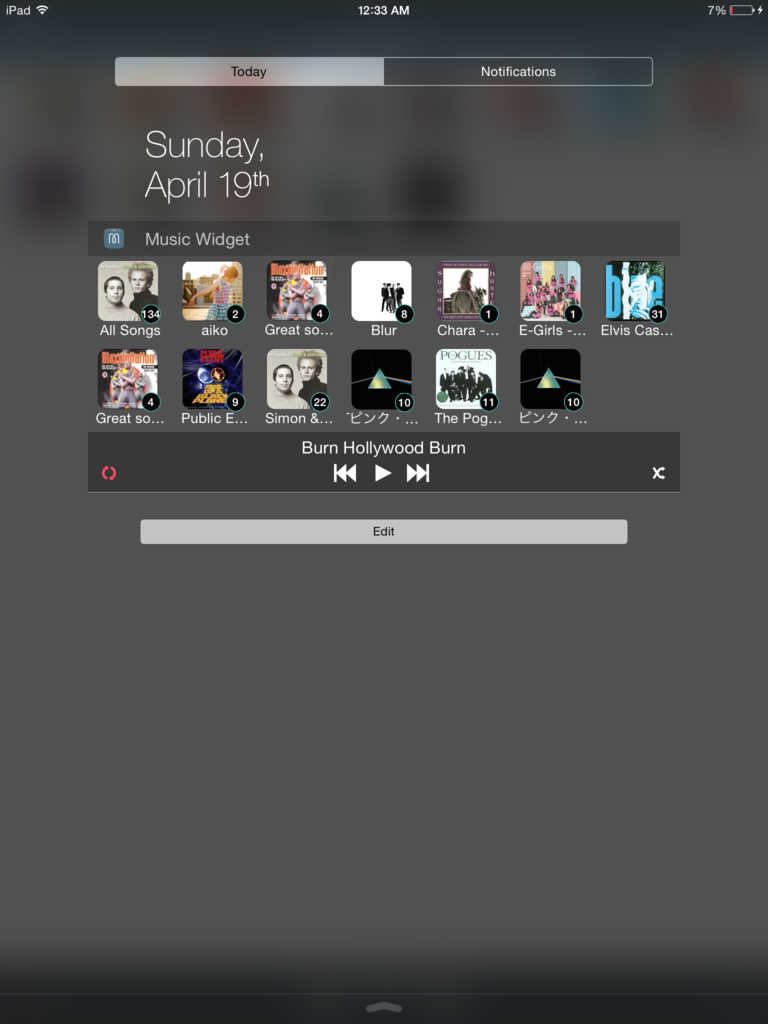 iPad
12:33 AM
7%
Today
Notifications
Sunday,
April 19th
Music Widget
134
2
4
8
1
1
31
All Songs
aiko
Great so...
Blur
Chara -...
E-Girls -...
Elvis Cas...
POGUES
4
9
22
10
11
10
Great so...
Public E...
Simon &...
ピンク・...
The Pog...
ピンク・...
Burn Hollywood Burn
Edit